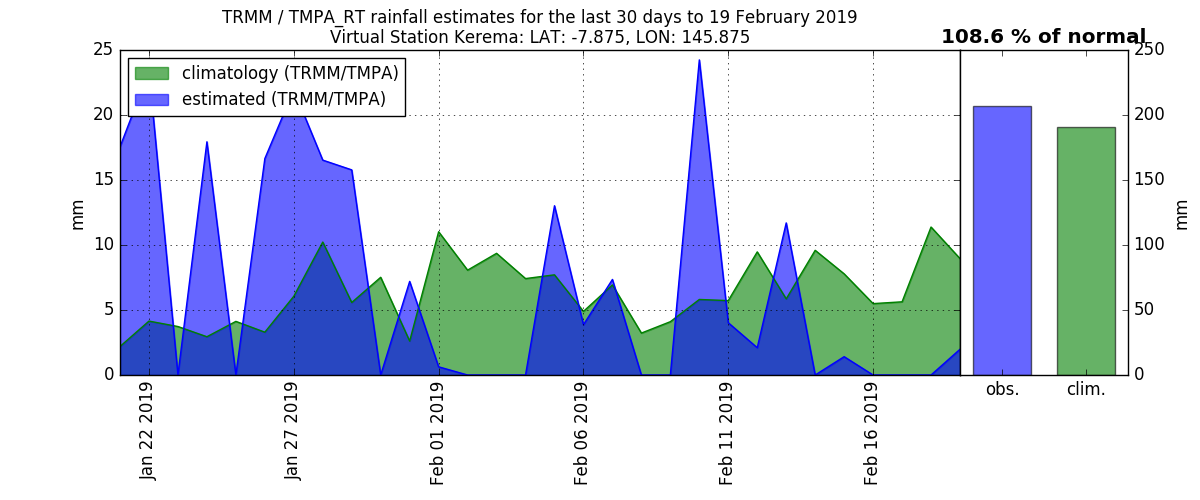 TRMM / TMPA_RT rainfall estimates for the last 30 days to 19 February 2019
Virtual Station Kerema: LAT: -7.875, LON: 145.875
108.6 % of normal
climatology (TRMM/TMPA)
estimated (TRMM/TMPA)
25
20
15
10
5
0
mm
Jan 22 2019
Jan 27 2019
Feb 01 2019
Feb 06 2019
Feb 11 2019
Feb 16 2019
250
200
150
100
50
0
mm
obs.
clim.